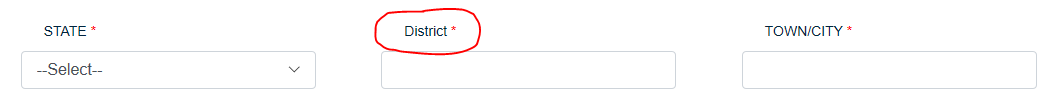 STATE * District * TOWN/CITY *
--Select--